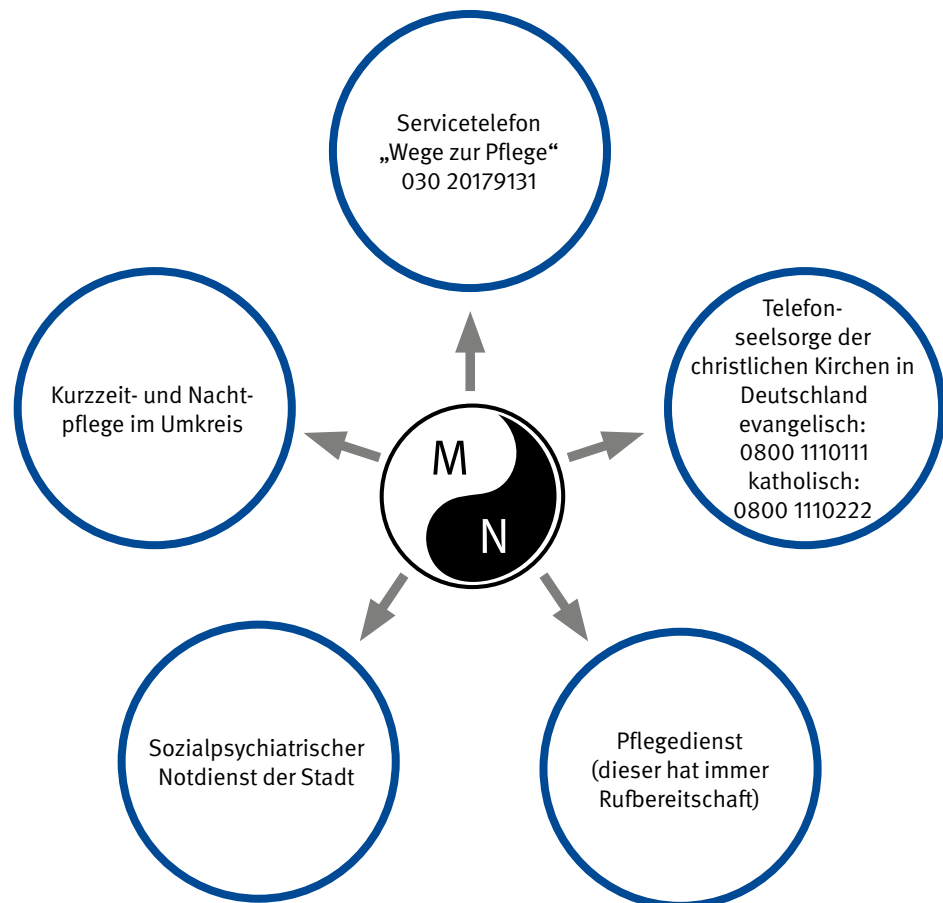 Servicetelefon
„Wege zur Pflege“
030 20179131
Telefon-
seelsorge der
christlichen Kirchen in
Deutschland
evangelisch:
0800 1110111
katholisch:
0800 1110222
Kurzzeit- und Nacht-
pflege im Umkreis
M
N
Sozialpsychiatrischer
Notdienst der Stadt
Pflegedienst
(dieser hat immer
Rufbereitschaft)